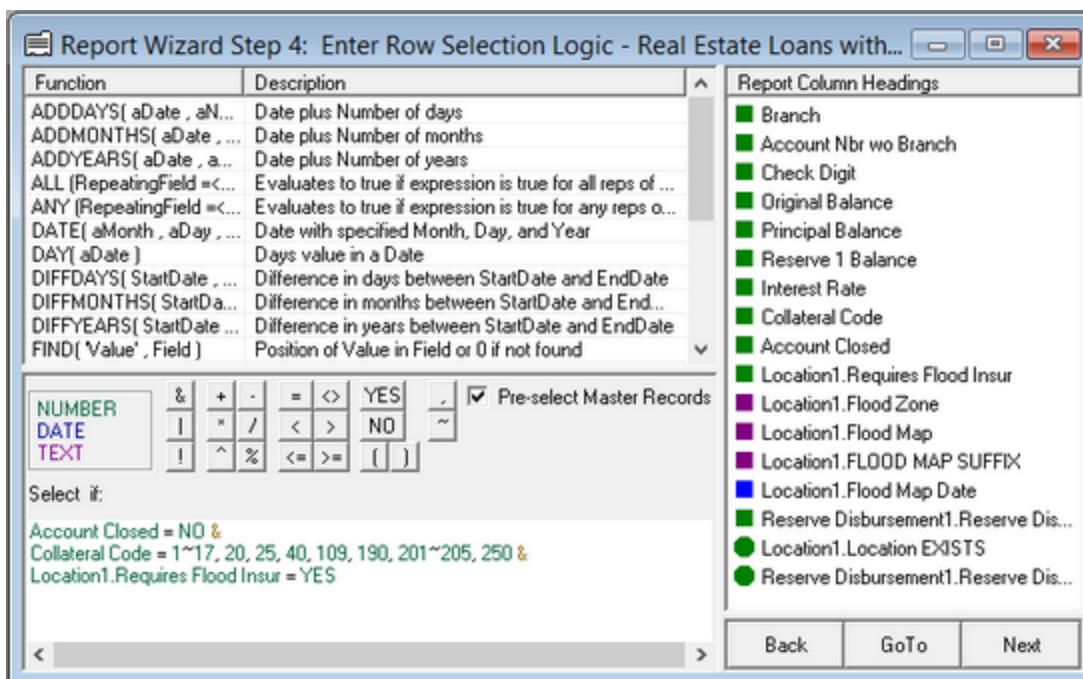 Report Wizard Step 4: Enter Row Selection Logic - Real Estate Loans with...
Function Description
ADDDAYS( aDate , aN... Date plus Number of days
ADDMONTHS( aDate , ... Date plus Number of months
ADDYEARS( aDate , a... Date plus Number of years
ALL (RepeatingField =<... Evaluates to true if expression is true for all reps of ...
ANY (RepeatingField =<... Evaluates to true if expression is true for any reps o...
DATE( aMonth , aDay , ... Date with specified Month, Day, and Year
DAY( aDate ) Days value in a Date
DIFFDAYS( StartDate , ... Difference in days between StartDate and EndDate
DIFFMONTHS( StartDa... Difference in months between StartDate and End...
DIFFYEARS( StartDate ... Difference in years between StartDate and EndDate
FIND( 'Value' , Field ) Position of Value in Field or 0 if not found
NUMBER
DATE
TEXT
& + - = <> YES , Pre-select Master Records
| * / < > NO ~
! ^ % <= >= ( )
Select if:
Account Closed = NO &
Collateral Code = 1~17, 20, 25, 40, 109, 190, 201~205, 250 &
Location1.Requires Flood Insur = YES
Report Column Headings
Branch
Account Nbr wo Branch
Check Digit
Original Balance
Principal Balance
Reserve 1 Balance
Interest Rate
Collateral Code
Account Closed
Location1.Requires Flood Insur
Location1.Flood Zone
Location1.Flood Map
Location1.FLOOD MAP SUFFIX
Location1.Flood Map Date
Reserve Disbursement1.Reserve Dis...
Location1.Location EXISTS
Reserve Disbursement1.Reserve Dis...
Back GoTo Next